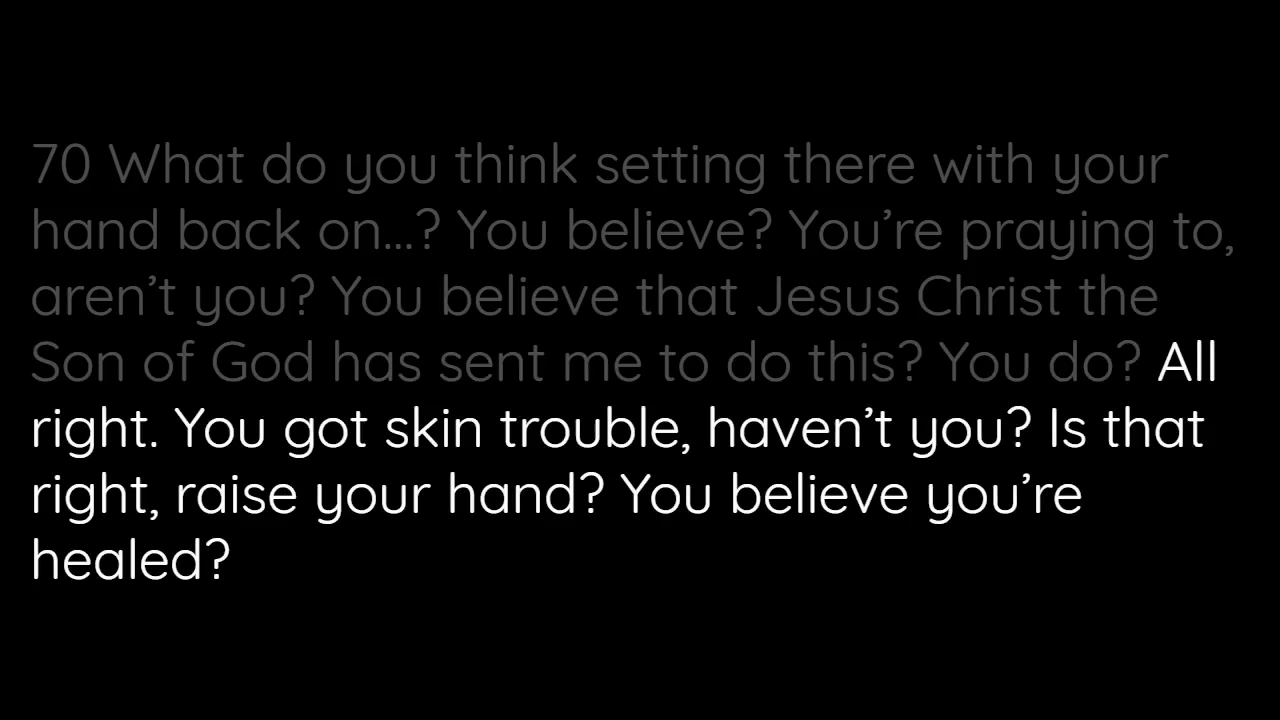 70 What do you think setting there with your
hand back on...? You believe? You’re praying to,
aren’t you? You believe that Jesus Christ the
Son of God has sent me to do this? You do? All
right. You got skin trouble, haven’t you? Is that
right, raise your hand? You believe you’re
healed?